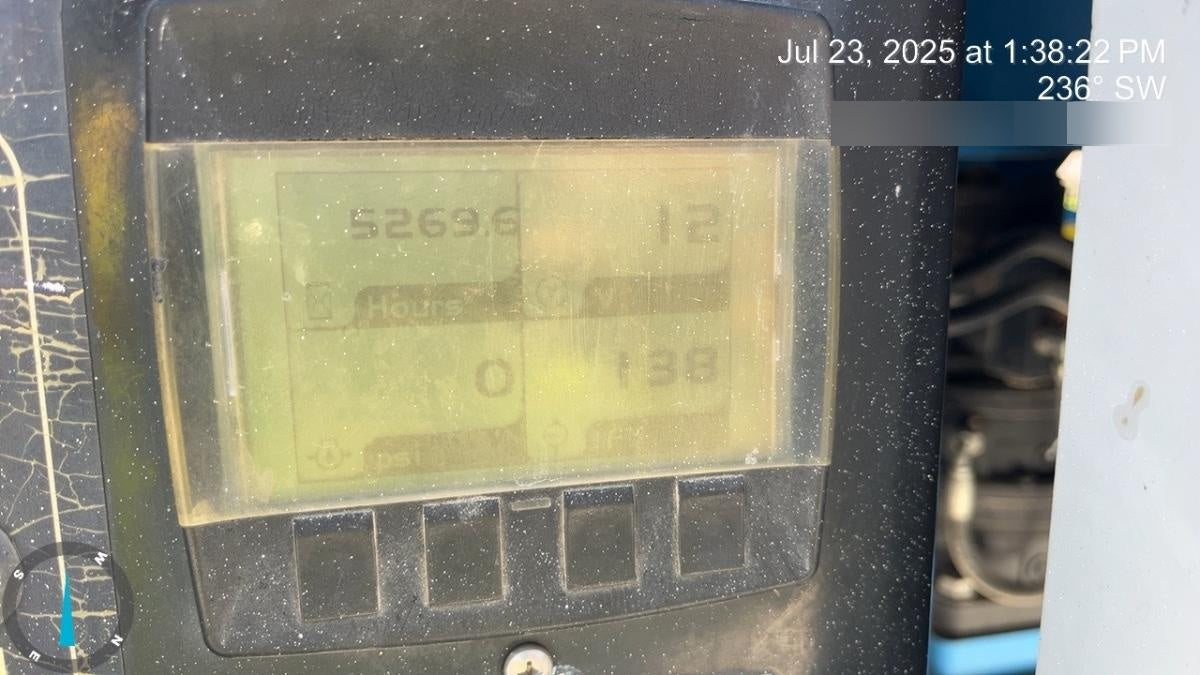 Jul 23, 2025 at 1:38:22 PM
236° SW
5269.6
12
Hours
V
0
138
psi
W
S
N
E